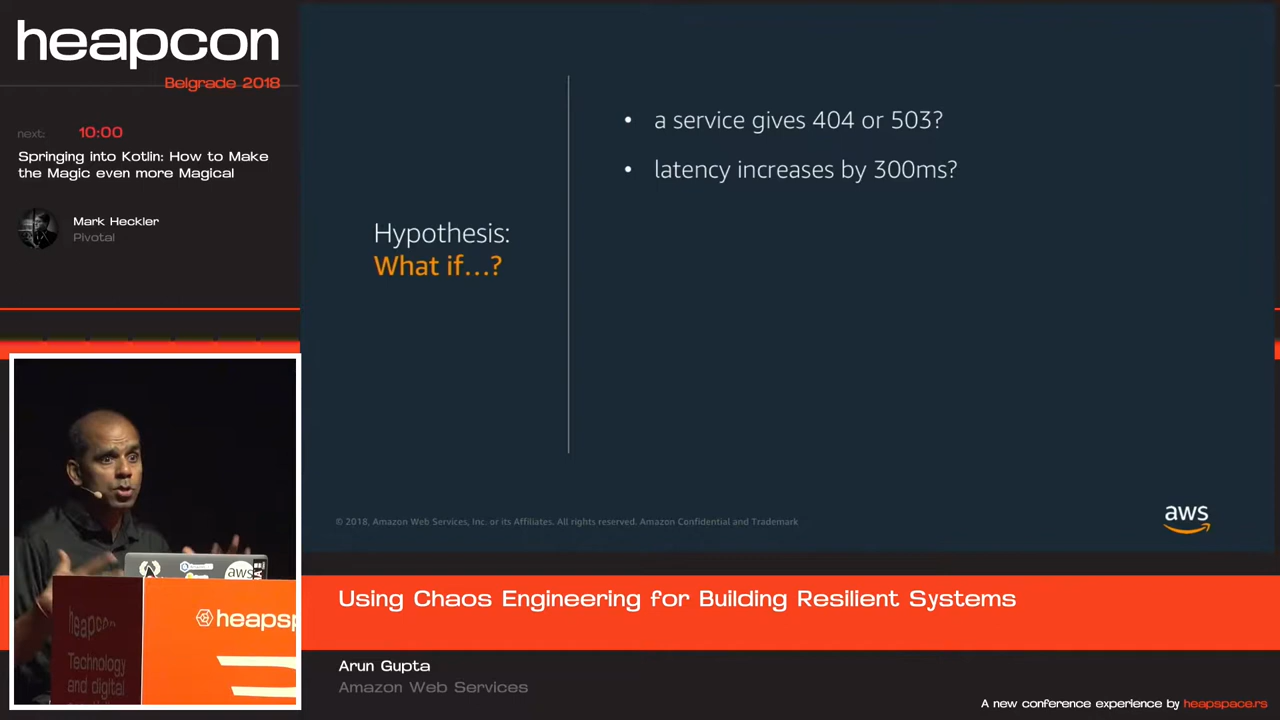 heapcon
Belgrade 2018
next: 10:00
Springing into Kotlin: How to Make
the Magic even more Magical
Mark Heckler
Pivotal
• a service gives 404 or 503?
• latency increases by 300ms?
Hypothesis:
What if...?
© 2018, Amazon Web Services, Inc. or its Affiliates. All rights reserved. Amazon Confidential and Trademark
aws
aws
heapsp
heapcon
Technology
and digital
Using Chaos Engineering for Building Resilient Systems
Arun Gupta
Amazon Web Services
A new conference experience by heapspace.rs